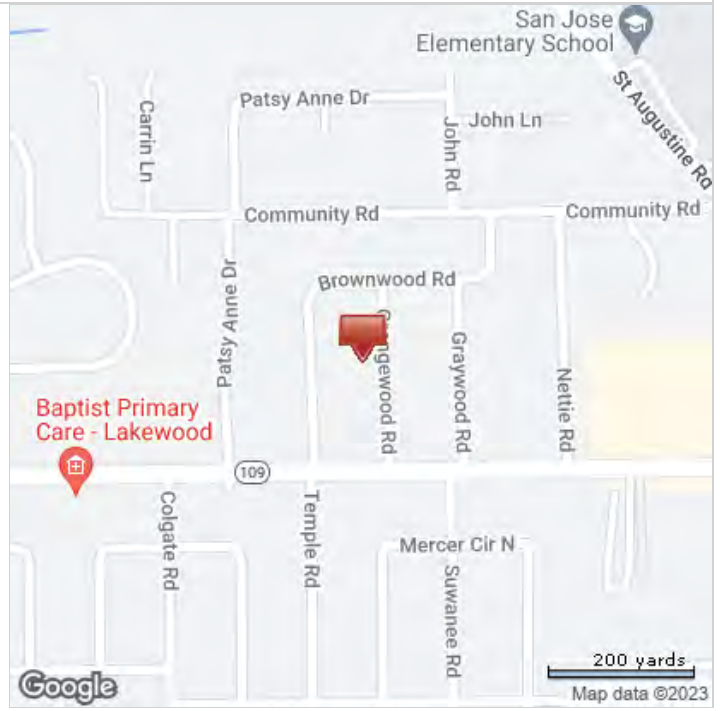 San Jose
Elementary School
St Augustine Rd
Patsy Anne Dr
Carrin Ln
John Ln
John Rd
Community Rd
Community Rd
Brownwood Rd
Patsy Anne Dr
Graywood Rd
Nettie Rd
Baptist Primary
Care - Lakewood
109
Colgate Rd
Temple Rd
Mercer Cir N
Suwanee Rd
200 yards
Google
Map data ©2023